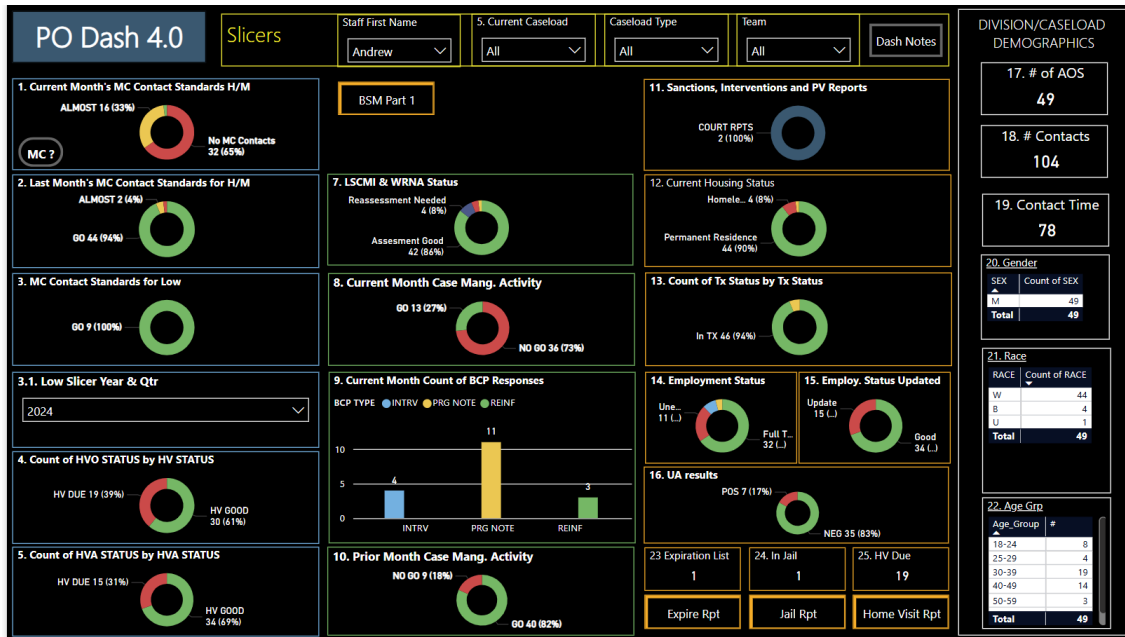 PO Dash 4.0
Slicers
Staff First Name
Andrew
5. Current Caseload
All
Caseload Type
All
Team
All
Dash Notes
1. Current Month's MC Contact Standards H/M
ALMOST 16 (33%)
No MC Contacts
32 (65%)
MC ?
2. Last Month's MC Contact Standards for H/M
ALMOST 2 (4%)
GO 44 (94%)
3. MC Contact Standards for Low
GO 9 (100%)
3.1. Low Slicer Year & Qtr
2024
4. Count of HVO STATUS by HV STATUS
HV DUE 19 (39%)
HV GOOD
30 (61%)
5. Count of HVA STATUS by HVA STATUS
HV DUE 15 (31%)
HV GOOD
34 (69%)
BSM Part 1
7. LSCMI & WRNA Status
Reassessment Needed
4 (8%)
Assesment Good
42 (86%)
8. Current Month Case Mang. Activity
GO 13 (27%)
NO GO 36 (73%)
9. Current Month Count of BCP Responses
BCP TYPE INTRV PRG NOTE REINF
10
5
0
4
11
3
INTRV
PRG NOTE
REINF
10. Prior Month Case Mang. Activity
NO GO 9 (18%)
GO 40 (82%)
11. Sanctions, Interventions and PV Reports
COURT RPTS
2 (100%)
12. Current Housing Status
Homele... 4 (8%)
Permanent Residence
44 (90%)
13. Count of Tx Status by Tx Status
In TX 46 (94%)
14. Employment Status
Une...
11 (...)
Full T...
32 (...)
15. Employ. Status Updated
Update
15 (...)
Good
34 (...)
16. UA results
POS 7 (17%)
NEG 35 (83%)
23 Expiration List
1
24. In Jail
1
25. HV Due
19
Expire Rpt
Jail Rpt
Home Visit Rpt
DIVISION/CASELOAD
DEMOGRAPHICS
17. # of AOS
49
18. # Contacts
104
19. Contact Time
78
20. Gender
SEX Count of SEX
M 49
Total 49
21. Race
RACE Count of RACE
W 44
B 4
U 1
Total 49
22. Age Grp
Age_Group #
18-24 8
25-29 4
30-39 19
40-49 14
50-59 3
Total 49